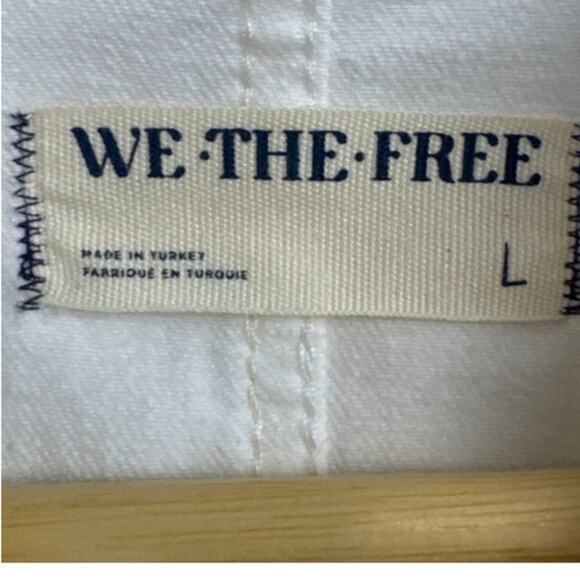 WE·THE·FREE
MADE IN TURKEY
FABRIQUÉ EN TURQUIE
L